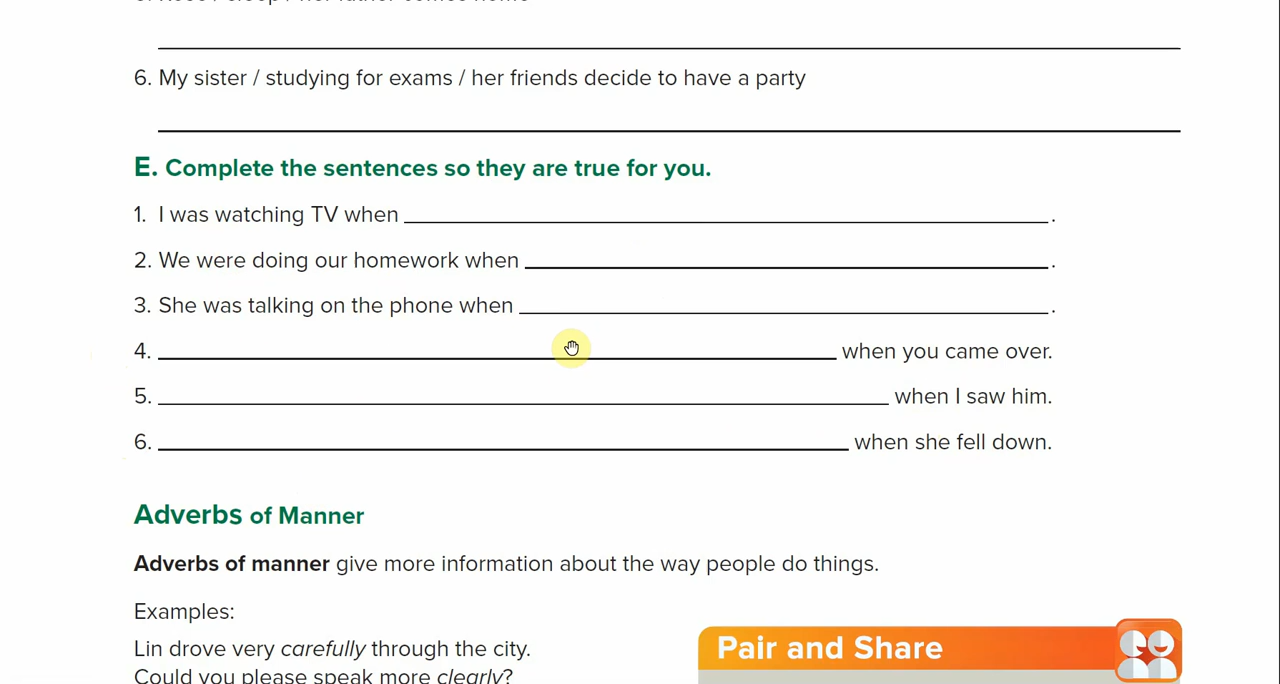 6. My sister / studying for exams / her friends decide to have a party
E. Complete the sentences so they are true for you.
1. I was watching TV when .
2. We were doing our homework when .
3. She was talking on the phone when .
4. when you came over.
5. when I saw him.
6. when she fell down.
Adverbs of Manner
Adverbs of manner give more information about the way people do things.
Examples:
Lin drove very carefully through the city.
Pair and Share
Could you please speak more clearly?